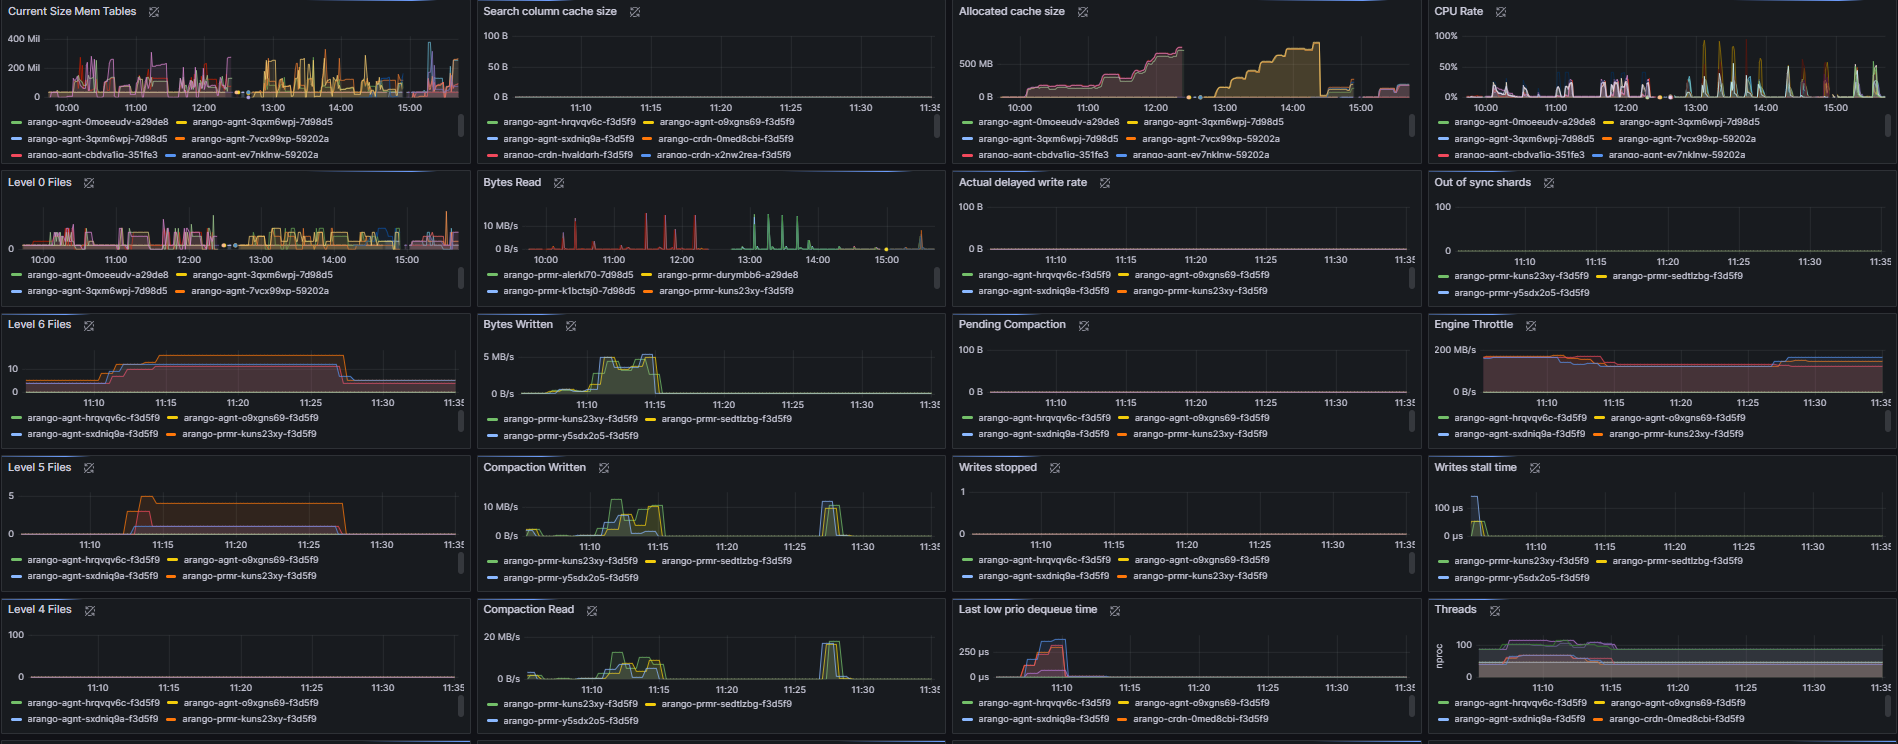 Current Size Mem Tables
400 Mil
200 Mil
0
10:00 11:00 12:00 13:00 14:00 15:00
arango-agnt-0moeeudv-a29de8 arango-agnt-3qxm6wpj-7d98d5
arango-agnt-3qxm6wpj-7d98d5 arango-agnt-7vcx99xp-59202a
arango-agnt-cbdva1iq-351fe3 arango-agnt-ev7nklnw-59202a
Search column cache size
100 B
50 B
0 B
11:10 11:15 11:20 11:25 11:30 11:35
arango-agnt-hrqvqv6c-f3d5f9 arango-agnt-o9xgns69-f3d5f9
arango-agnt-sxdniq9a-f3d5f9 arango-crdn-0med8cbi-f3d5f9
arango-crdn-hvaldqrh-f3d5f9 arango-crdn-x2nw2rea-f3d5f9
Allocated cache size
500 MB
0 B
10:00 11:00 12:00 13:00 14:00 15:00
arango-agnt-0moeeudv-a29de8 arango-agnt-3qxm6wpj-7d98d5
arango-agnt-3qxm6wpj-7d98d5 arango-agnt-7vcx99xp-59202a
arango-agnt-cbdva1iq-351fe3 arango-agnt-ev7nklnw-59202a
CPU Rate
100%
50%
0%
10:00 11:00 12:00 13:00 14:00 15:00
arango-agnt-0moeeudv-a29de8 arango-agnt-3qxm6wpj-7d98d5
arango-agnt-3qxm6wpj-7d98d5 arango-agnt-7vcx99xp-59202a
arango-agnt-cbdva1iq-351fe3 arango-agnt-ev7nklnw-59202a
Level 0 Files
0
10:00 11:00 12:00 13:00 14:00 15:00
arango-agnt-0moeeudv-a29de8 arango-agnt-3qxm6wpj-7d98d5
arango-agnt-3qxm6wpj-7d98d5 arango-agnt-7vcx99xp-59202a
Bytes Read
10 MB/s
0 B/s
10:00 11:00 12:00 13:00 14:00 15:00
arango-prmr-alerkl70-7d98d5 arango-prmr-durymbb6-a29de8
arango-prmr-k1bctsj0-7d98d5 arango-prmr-kuns23xy-f3d5f9
Actual delayed write rate
100 B
0 B
11:10 11:15 11:20 11:25 11:30 11:35
arango-agnt-hrqvqv6c-f3d5f9 arango-agnt-o9xgns69-f3d5f9
arango-agnt-sxdniq9a-f3d5f9 arango-prmr-kuns23xy-f3d5f9
Out of sync shards
100
0
11:10 11:15 11:20 11:25 11:30 11:35
arango-prmr-kuns23xy-f3d5f9 arango-prmr-sedtlzbg-f3d5f9
arango-prmr-y5sdx2o5-f3d5f9
Level 6 Files
10
0
11:10 11:15 11:20 11:25 11:30 11:35
arango-agnt-hrqvqv6c-f3d5f9 arango-agnt-o9xgns69-f3d5f9
arango-agnt-sxdniq9a-f3d5f9 arango-prmr-kuns23xy-f3d5f9
Bytes Written
5 MB/s
0 B/s
11:10 11:15 11:20 11:25 11:30 11:35
arango-prmr-kuns23xy-f3d5f9 arango-prmr-sedtlzbg-f3d5f9
arango-prmr-y5sdx2o5-f3d5f9
Pending Compaction
100 B
0 B
11:10 11:15 11:20 11:25 11:30 11:35
arango-agnt-hrqvqv6c-f3d5f9 arango-agnt-o9xgns69-f3d5f9
arango-agnt-sxdniq9a-f3d5f9 arango-prmr-kuns23xy-f3d5f9
Engine Throttle
200 MB/s
0 B/s
11:10 11:15 11:20 11:25 11:30 11:35
arango-agnt-hrqvqv6c-f3d5f9 arango-agnt-o9xgns69-f3d5f9
arango-agnt-sxdniq9a-f3d5f9 arango-prmr-kuns23xy-f3d5f9
Level 5 Files
5
0
11:10 11:15 11:20 11:25 11:30 11:35
arango-agnt-hrqvqv6c-f3d5f9 arango-agnt-o9xgns69-f3d5f9
arango-agnt-sxdniq9a-f3d5f9 arango-prmr-kuns23xy-f3d5f9
Compaction Written
10 MB/s
0 B/s
11:10 11:15 11:20 11:25 11:30 11:35
arango-prmr-kuns23xy-f3d5f9 arango-prmr-sedtlzbg-f3d5f9
arango-prmr-y5sdx2o5-f3d5f9
Writes stopped
1
0
11:10 11:15 11:20 11:25 11:30 11:35
arango-agnt-hrqvqv6c-f3d5f9 arango-agnt-o9xgns69-f3d5f9
arango-agnt-sxdniq9a-f3d5f9 arango-prmr-kuns23xy-f3d5f9
Writes stall time
100 µs
0 µs
11:10 11:15 11:20 11:25 11:30 11:35
arango-prmr-kuns23xy-f3d5f9 arango-prmr-sedtlzbg-f3d5f9
arango-prmr-y5sdx2o5-f3d5f9
Level 4 Files
100
0
11:10 11:15 11:20 11:25 11:30 11:35
arango-agnt-hrqvqv6c-f3d5f9 arango-agnt-o9xgns69-f3d5f9
arango-agnt-sxdniq9a-f3d5f9 arango-prmr-kuns23xy-f3d5f9
Compaction Read
20 MB/s
0 B/s
11:10 11:15 11:20 11:25 11:30 11:35
arango-prmr-kuns23xy-f3d5f9 arango-prmr-sedtlzbg-f3d5f9
arango-prmr-y5sdx2o5-f3d5f9
Last low prio dequeue time
250 µs
0 µs
11:10 11:15 11:20 11:25 11:30 11:35
arango-agnt-hrqvqv6c-f3d5f9 arango-agnt-o9xgns69-f3d5f9
arango-agnt-sxdniq9a-f3d5f9 arango-crdn-0med8cbi-f3d5f9
Threads
nproc
100
0
11:10 11:15 11:20 11:25 11:30 11:35
arango-agnt-hrqvqv6c-f3d5f9 arango-agnt-o9xgns69-f3d5f9
arango-agnt-sxdniq9a-f3d5f9 arango-crdn-0med8cbi-f3d5f9